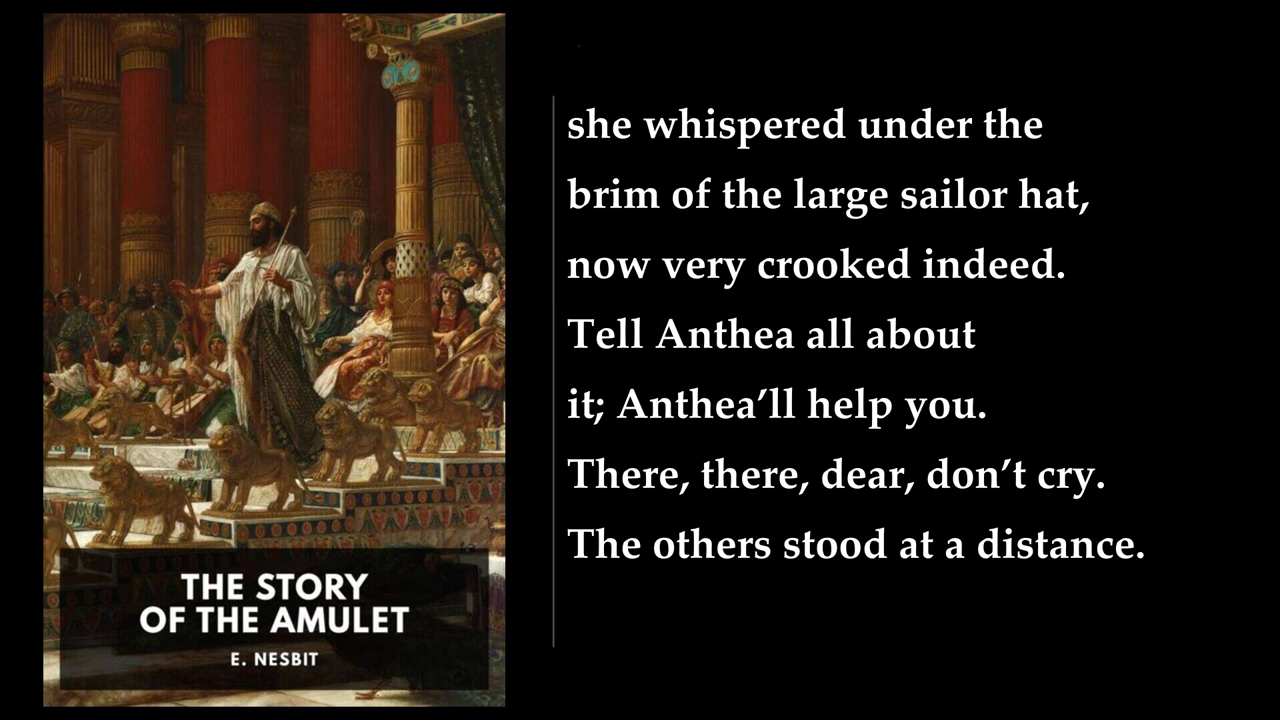 THE STORY
OF THE AMULET
E. NESBIT
she whispered under the
brim of the large sailor hat,
now very crooked indeed.
Tell Anthea all about
it; Anthea’ll help you.
There, there, dear, don’t cry.
The others stood at a distance.